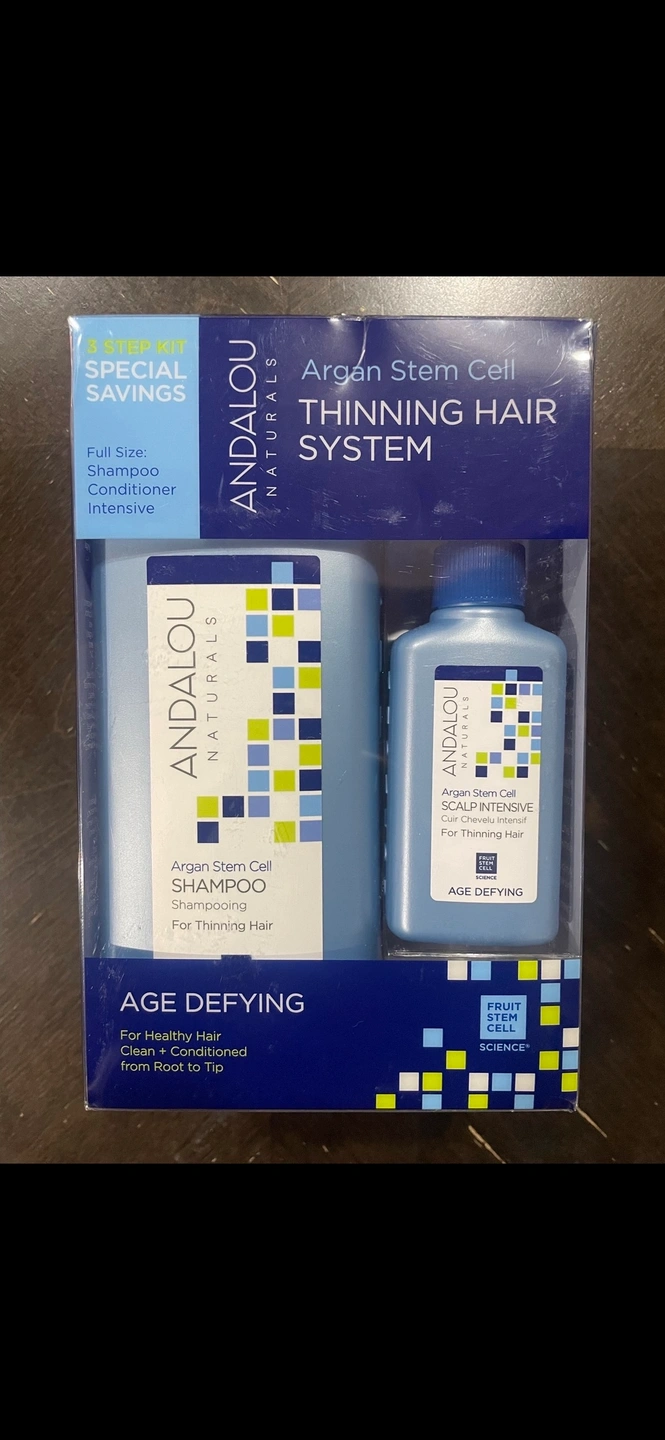 3 STEP KIT
SPECIAL
SAVINGS
Full Size:
Shampoo
Conditioner
Intensive
ANDALOU
NATURALS
Argan Stem Cell
THINNING HAIR
SYSTEM
ANDALOU
NATURALS
Argan Stem Cell
SHAMPOO
Shampooing
For Thinning Hair
ANDALOU
NATURALS
Argan Stem Cell
SCALP INTENSIVE
Cuir Chevelu Intensif
For Thinning Hair
FRUIT
STEM
CELL
SCIENCE
AGE DEFYING
AGE DEFYING
For Healthy Hair
Clean + Conditioned
from Root to Tip
FRUIT
STEM
CELL
SCIENCE®